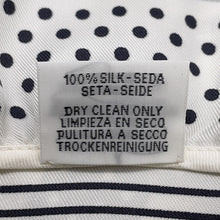 100% SILK-SEDA
SETA-SEIDE
DRY CLEAN ONLY
LIMPIEZA EN SECO
PULITURA A SECCO
TROCKENREINIGUNG